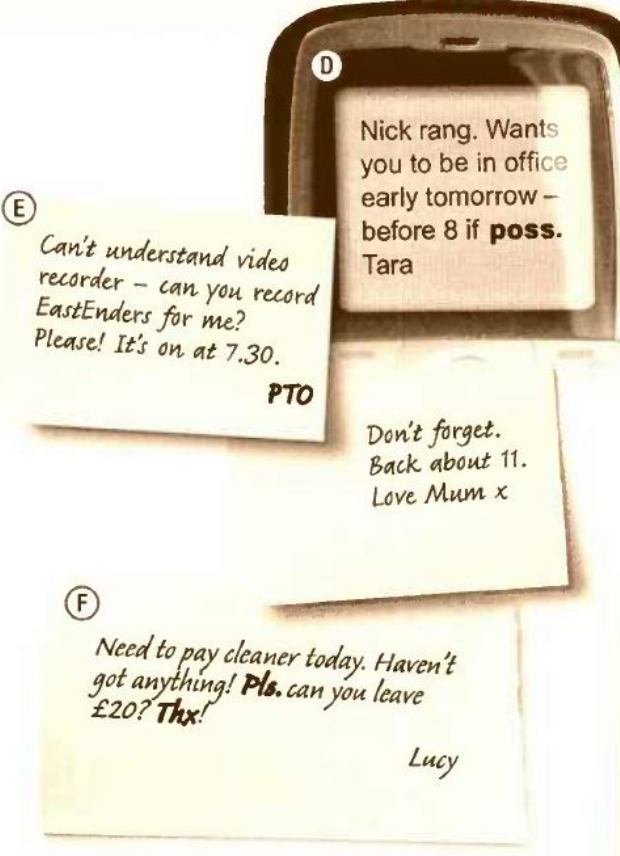 D
Nick rang. Wants
you to be in office
early tomorrow –
before 8 if poss.
Tara
E
Can't understand video
recorder – can you record
EastEnders for me?
Please! It's on at 7.30.
PTO
Don't forget.
Back about 11.
Love Mum x
F
Need to pay cleaner today. Haven't
got anything! Pls. can you leave
£20? Thx!
Lucy